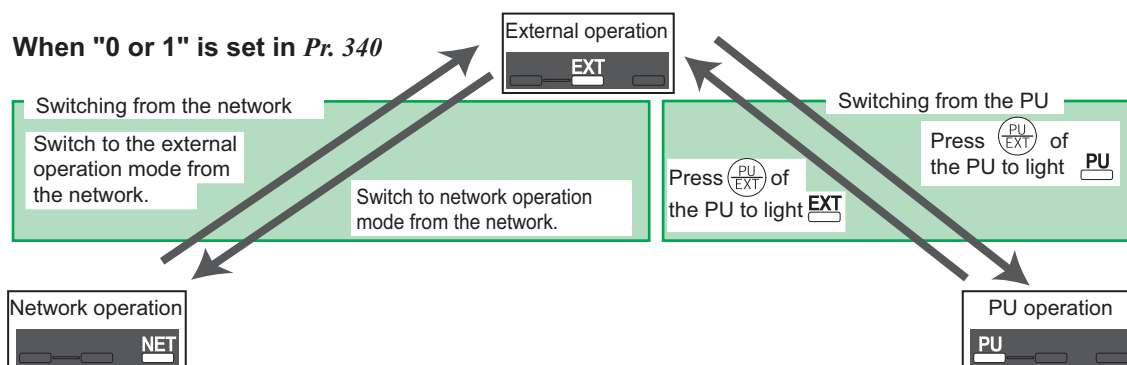 When "0 or 1" is set in Pr. 340
External operation
EXT
Switching from the network
Switch to the external
operation mode from
the network.
Switch to network operation
mode from the network.
Switching from the PU
Press PU/EXT of
the PU to light PU
Press PU/EXT of
the PU to light EXT
Network operation
NET
PU operation
PU